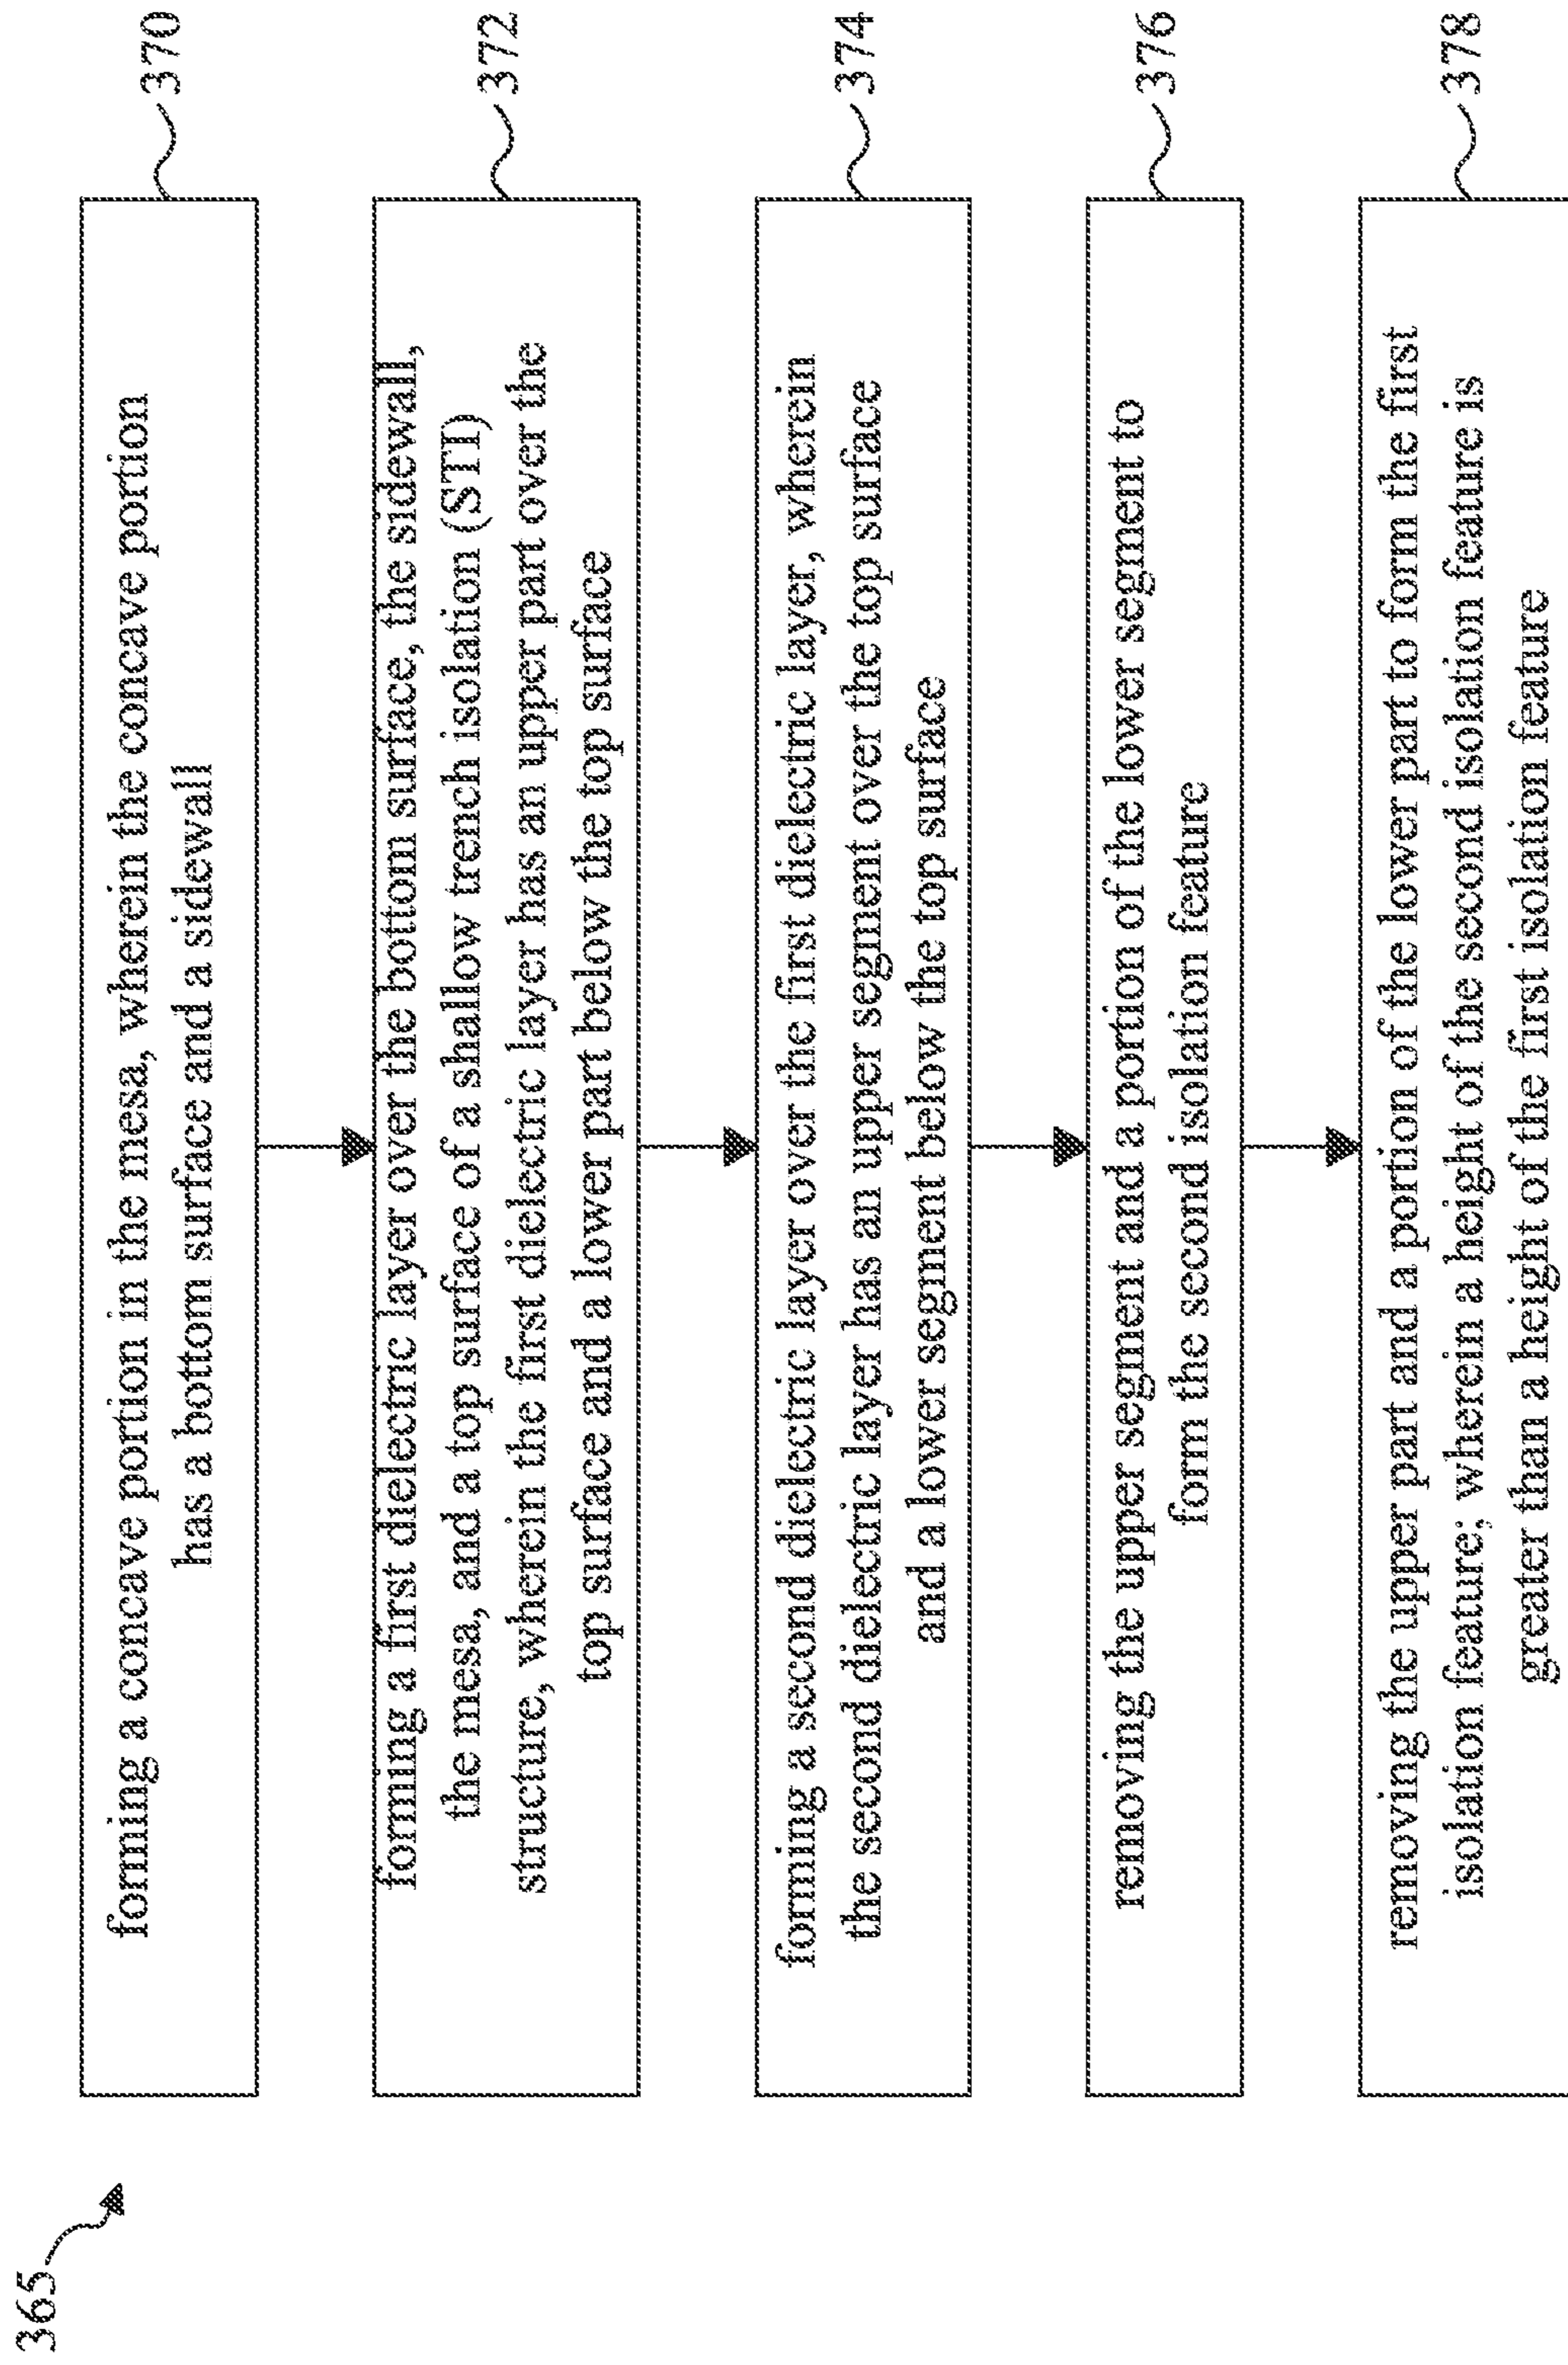 365
forming a concave portion in the mesa, wherein the concave portion
has a bottom surface and a sidewall
370
forming a first dielectric layer over the bottom surface, the sidewall,
the mesa, and a top surface of a shallow trench isolation (STI)
structure, wherein the first dielectric layer has an upper part over the
top surface and a lower part below the top surface
372
forming a second dielectric layer over the first dielectric layer, wherein
the second dielectric layer has an upper segment over the top surface
and a lower segment below the top surface
374
removing the upper segment and a portion of the lower segment to
form the second isolation feature
376
removing the upper part and a portion of the lower part to form the first
isolation feature; wherein a height of the second isolation feature is
greater than a height of the first isolation feature
378